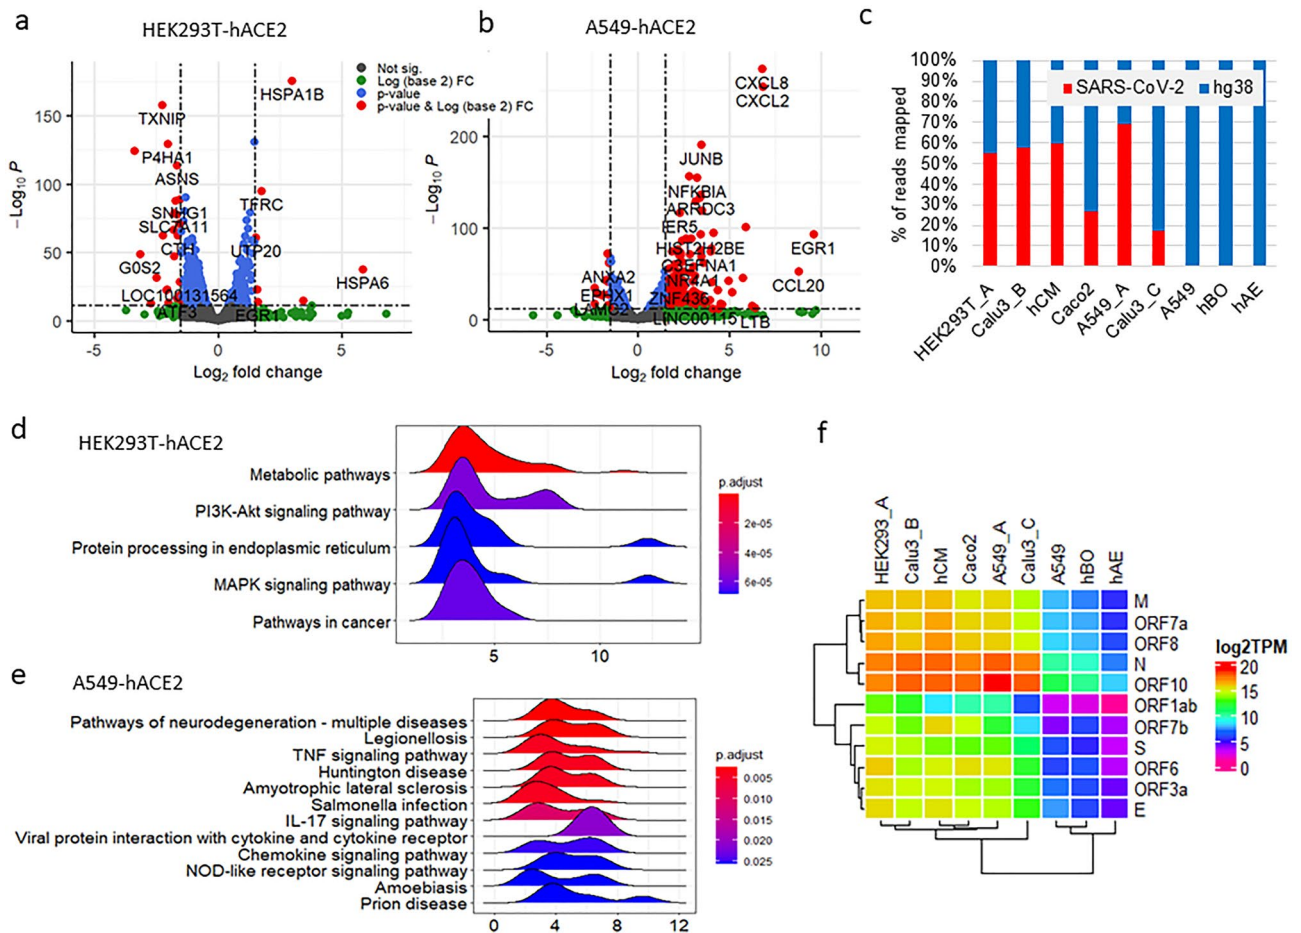 a
HEK293T-hACE2
Not sig.
Log (base 2) FC
p-value
p-value & Log (base 2) FC
HSPA1B
TXNIP
P4HA1
ASNS
TFRC
SNHG1
SLC7A11
CTH
UTP20
G0S2
HSPA6
LOC100131564
ATF3
EGR1
150
100
50
0
−Log10 P
-5
0
5
Log2 fold change
b
A549-hACE2
CXCL8
CXCL2
JUNB
NFKBIA
ARRDC3
IER5
HIST2H2BE
EGR1
C3
EFNA1
ANXA2
NR4A1
CCL20
EPHX1
ZNF436
LAMC2
LINC00115
LTB
200
150
100
50
0
−Log10 P
-5
0
5
10
Log2 fold change
c
SARS-CoV-2
hg38
100%
90%
80%
70%
60%
50%
40%
30%
20%
10%
0%
% of reads mapped
HEK293T_A
Calu3_B
hCM
Caco2
A549_A
Calu3_C
A549
hBO
hAE
d
HEK293T-hACE2
Metabolic pathways
PI3K-Akt signaling pathway
Protein processing in endoplasmic reticulum
MAPK signaling pathway
Pathways in cancer
5
10
p.adjust
2e-05
4e-05
6e-05
e
A549-hACE2
Pathways of neurodegeneration - multiple diseases
Legionellosis
TNF signaling pathway
Huntington disease
Amyotrophic lateral sclerosis
Salmonella infection
IL-17 signaling pathway
Viral protein interaction with cytokine and cytokine receptor
Chemokine signaling pathway
NOD-like receptor signaling pathway
Amoebiasis
Prion disease
0
4
8
12
p.adjust
0.005
0.010
0.015
0.020
0.025
f
HEK293_A
Calu3_B
hCM
Caco2
A549_A
Calu3_C
A549
hBO
hAE
M
ORF7a
ORF8
N
ORF10
ORF1ab
ORF7b
S
ORF6
ORF3a
E
log2TPM
20
15
10
5
0